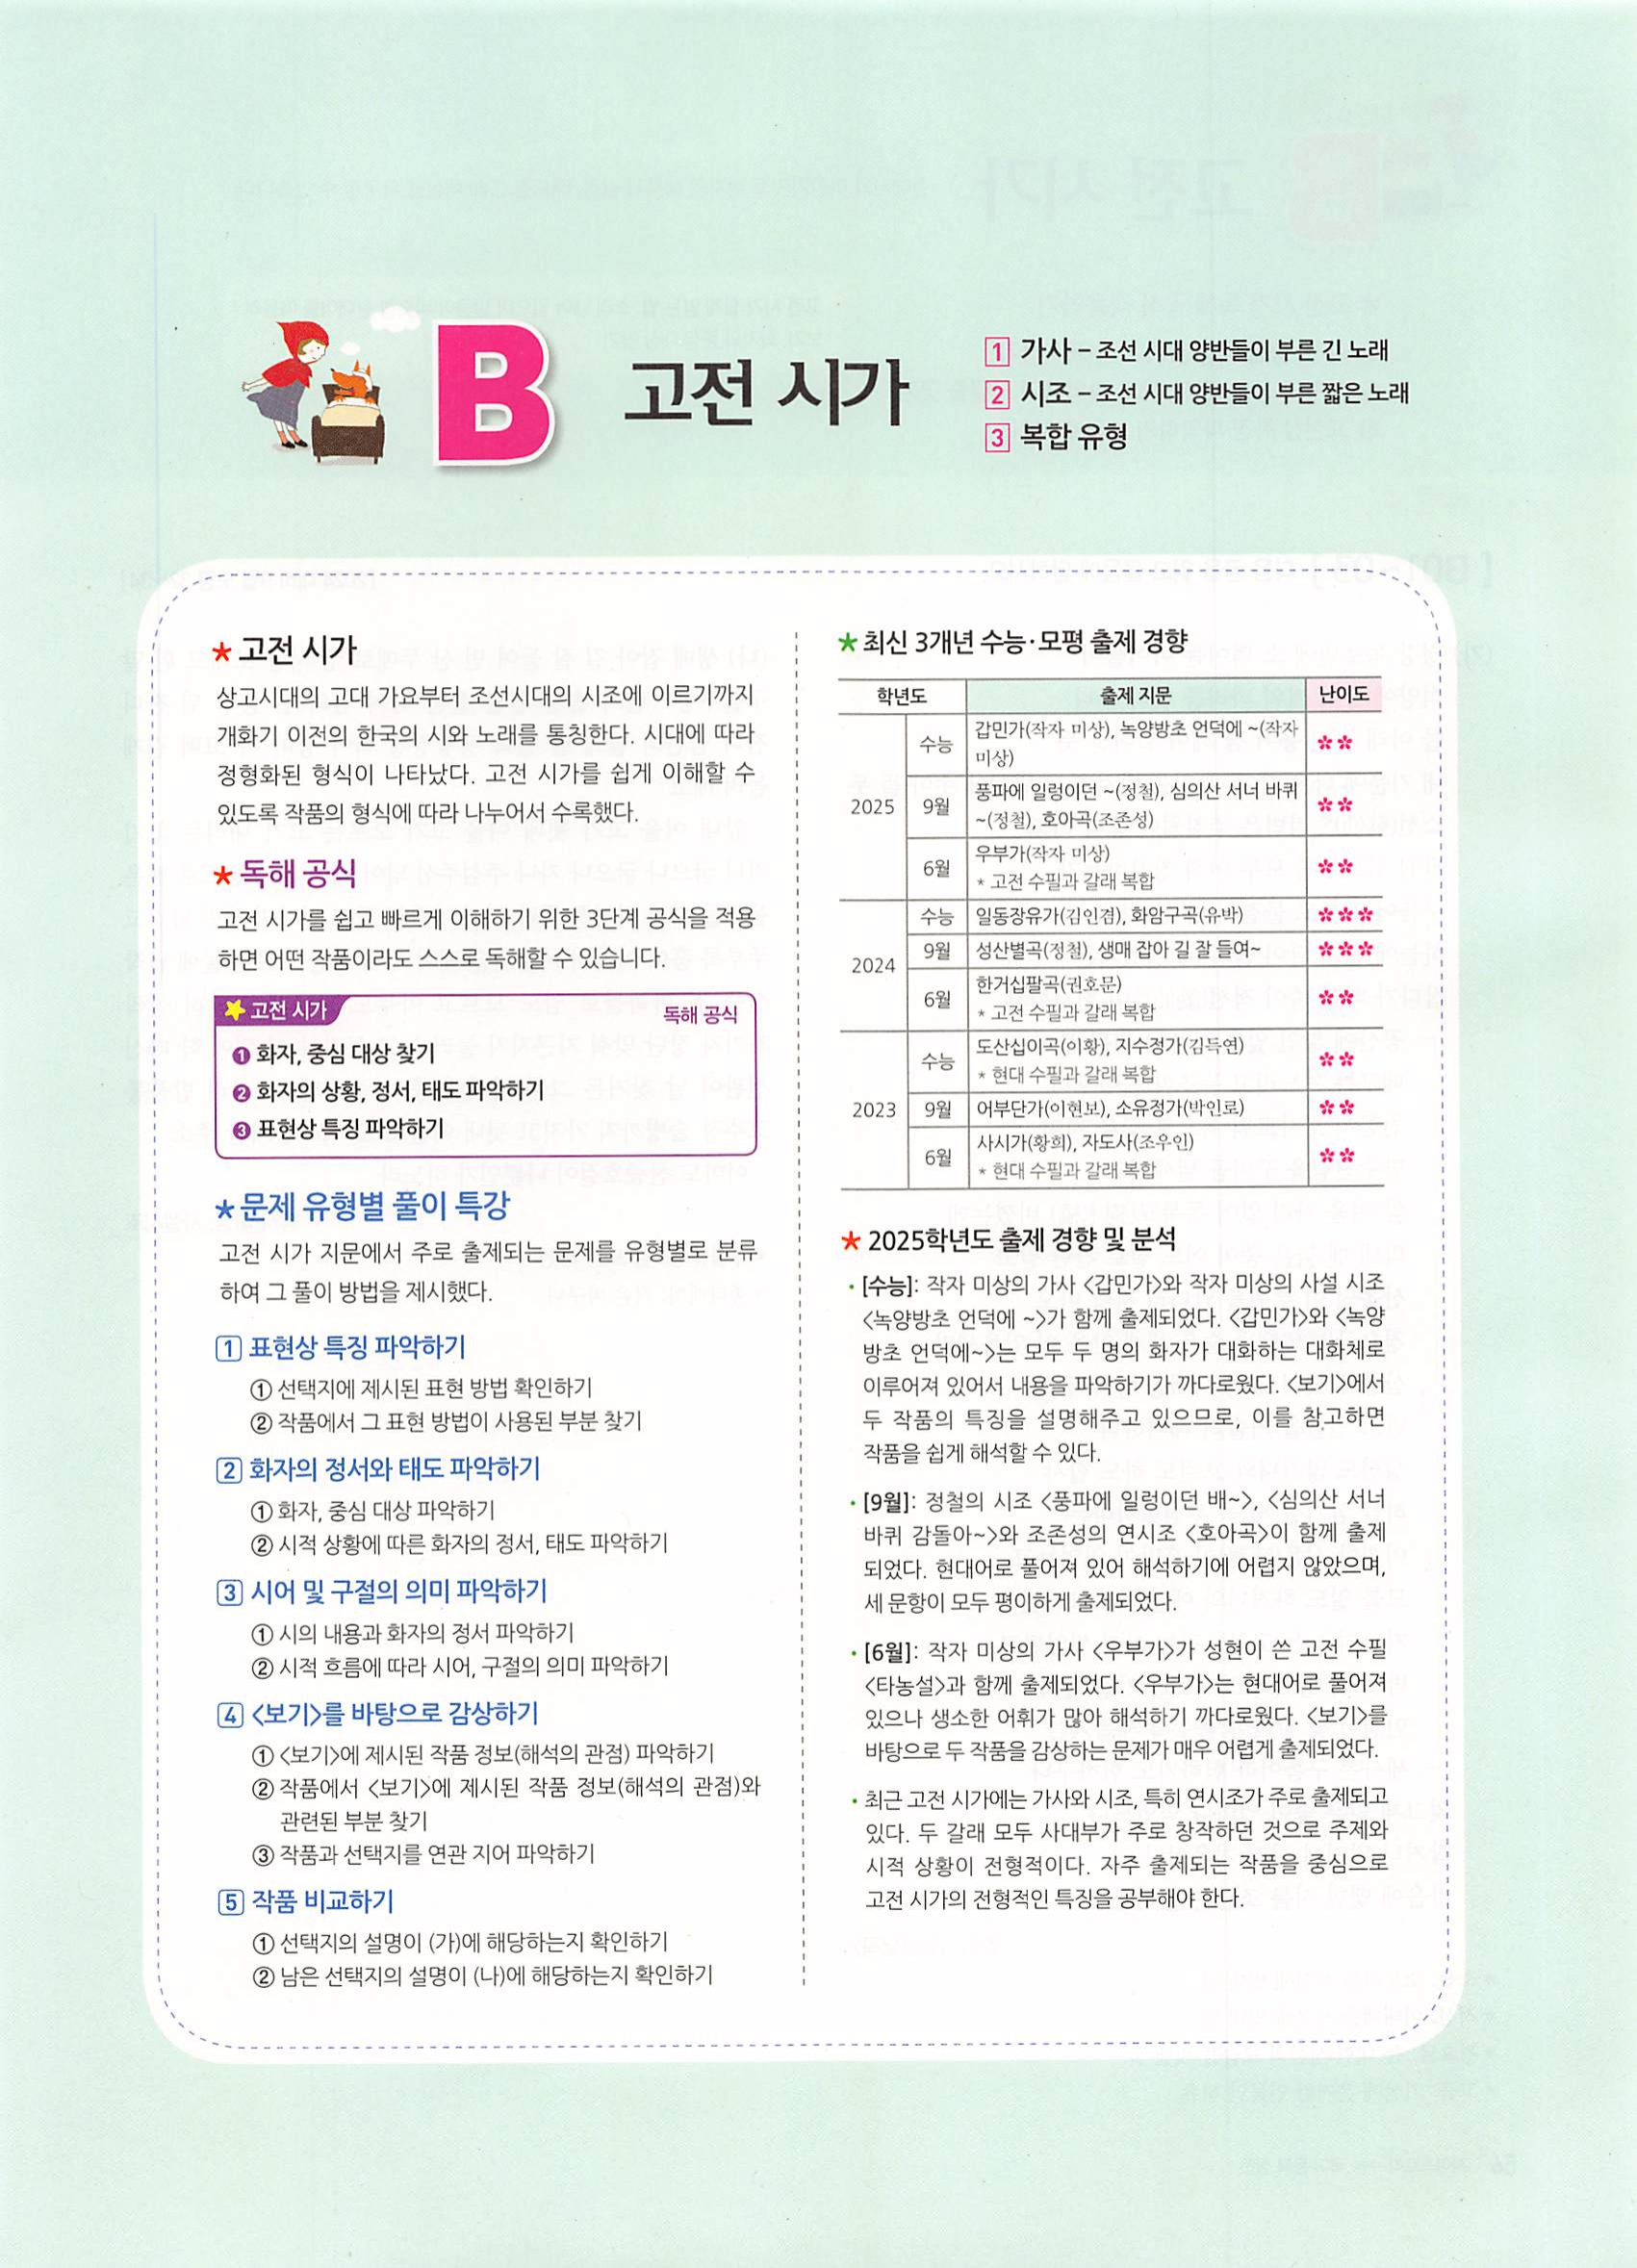 B
고전 시가
1 가사 – 조선 시대 양반들이 부른 긴 노래
2 시조 – 조선 시대 양반들이 부른 짧은 노래
3 복합 유형
★ 고전 시가
상고시대의 고대 가요부터 조선시대의 시조에 이르기까지
개화기 이전의 한국의 시와 노래를 통칭한다. 시대에 따라
정형화된 형식이 나타났다. 고전 시가를 쉽게 이해할 수
있도록 작품의 형식에 따라 나누어서 수록했다.
★ 독해 공식
고전 시가를 쉽고 빠르게 이해하기 위한 3단계 공식을 적용
하면 어떤 작품이라도 스스로 독해할 수 있습니다.
★ 고전 시가 독해 공식
❶ 화자, 중심 대상 찾기
❷ 화자의 상황, 정서, 태도 파악하기
❸ 표현상 특징 파악하기
★ 문제 유형별 풀이 특강
고전 시가 지문에서 주로 출제되는 문제를 유형별로 분류
하여 그 풀이 방법을 제시했다.
1 표현상 특징 파악하기
① 선택지에 제시된 표현 방법 확인하기
② 작품에서 그 표현 방법이 사용된 부분 찾기
2 화자의 정서와 태도 파악하기
① 화자, 중심 대상 파악하기
② 시적 상황에 따른 화자의 정서, 태도 파악하기
3 시어 및 구절의 의미 파악하기
① 시의 내용과 화자의 정서 파악하기
② 시적 흐름에 따라 시어, 구절의 의미 파악하기
4 <보기>를 바탕으로 감상하기
① <보기>에 제시된 작품 정보(해석의 관점) 파악하기
② 작품에서 <보기>에 제시된 작품 정보(해석의 관점)와
관련된 부분 찾기
③ 작품과 선택지를 연관 지어 파악하기
5 작품 비교하기
① 선택지의 설명이 (가)에 해당하는지 확인하기
② 남은 선택지의 설명이 (나)에 해당하는지 확인하기
★ 최신 3개년 수능·모평 출제 경향
학년도 출제 지문 난이도
2025 수능 갑민가(작자 미상), 녹양방초 언덕에 ~(작자
미상) ✽✽
9월 풍파에 일렁이던 ~(정철), 심의산 서너 바퀴
~(정철), 호아곡(조존성) ✽✽
6월 우부가(작자 미상)
* 고전 수필과 갈래 복합 ✽✽
2024 수능 일동장유가(김인겸), 화암구곡(유박) ✽✽✽
9월 성산별곡(정철), 생매 잡아 길 잘 들여~ ✽✽✽
6월 한거십팔곡(권호문)
* 고전 수필과 갈래 복합 ✽✽
2023 수능 도산십이곡(이황), 지수정가(김득연)
* 현대 수필과 갈래 복합 ✽✽
9월 어부단가(이현보), 소유정가(박인로) ✽✽
6월 사시가(황희), 자도사(조우인)
* 현대 수필과 갈래 복합 ✽✽
★ 2025학년도 출제 경향 및 분석
• [수능]: 작자 미상의 가사 <갑민가>와 작자 미상의 사설 시조
<녹양방초 언덕에 ~>가 함께 출제되었다. <갑민가>와 <녹양
방초 언덕에~>는 모두 두 명의 화자가 대화하는 대화체로
이루어져 있어서 내용을 파악하기가 까다로웠다. <보기>에서
두 작품의 특징을 설명해주고 있으므로, 이를 참고하면
작품을 쉽게 해석할 수 있다.
• [9월]: 정철의 시조 <풍파에 일렁이던 배~>, <심의산 서너
바퀴 감돌아~>와 조존성의 연시조 <호아곡>이 함께 출제
되었다. 현대어로 풀어져 있어 해석하기에 어렵지 않았으며,
세 문항이 모두 평이하게 출제되었다.
• [6월]: 작자 미상의 가사 <우부가>가 성현이 쓴 고전 수필
<타농설>과 함께 출제되었다. <우부가>는 현대어로 풀어져
있으나 생소한 어휘가 많아 해석하기 까다로웠다. <보기>를
바탕으로 두 작품을 감상하는 문제가 매우 어렵게 출제되었다.
• 최근 고전 시가에는 가사와 시조, 특히 연시조가 주로 출제되고
있다. 두 갈래 모두 사대부가 주로 창작하던 것으로 주제와
시적 상황이 전형적이다. 자주 출제되는 작품을 중심으로
고전 시가의 전형적인 특징을 공부해야 한다.